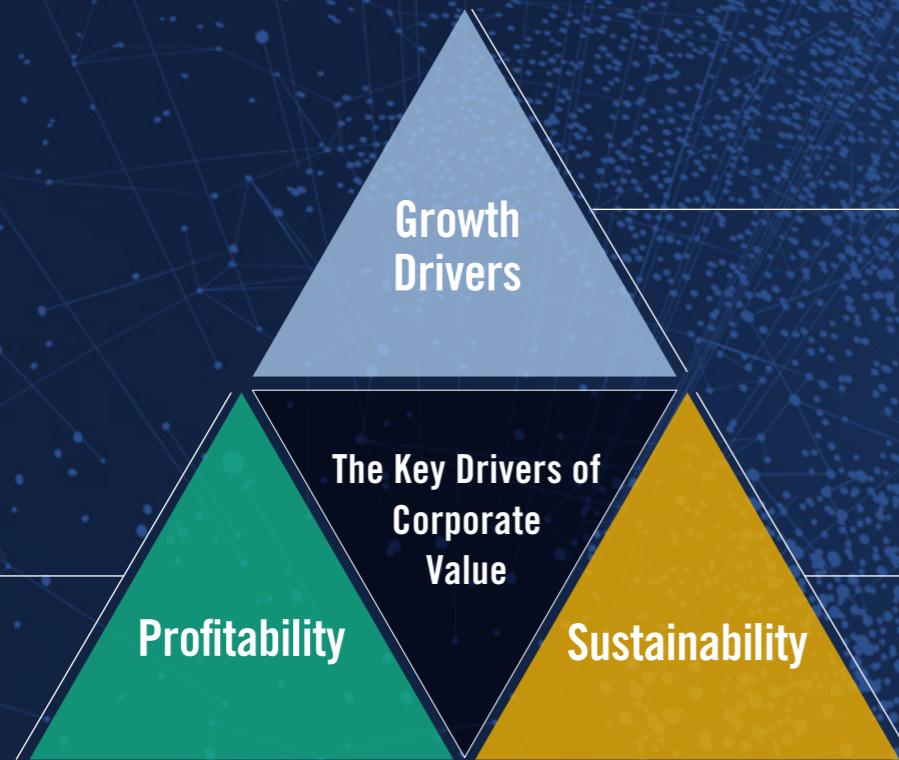 Growth
Drivers
The Key Drivers of
Corporate
Value
Profitability
Sustainability